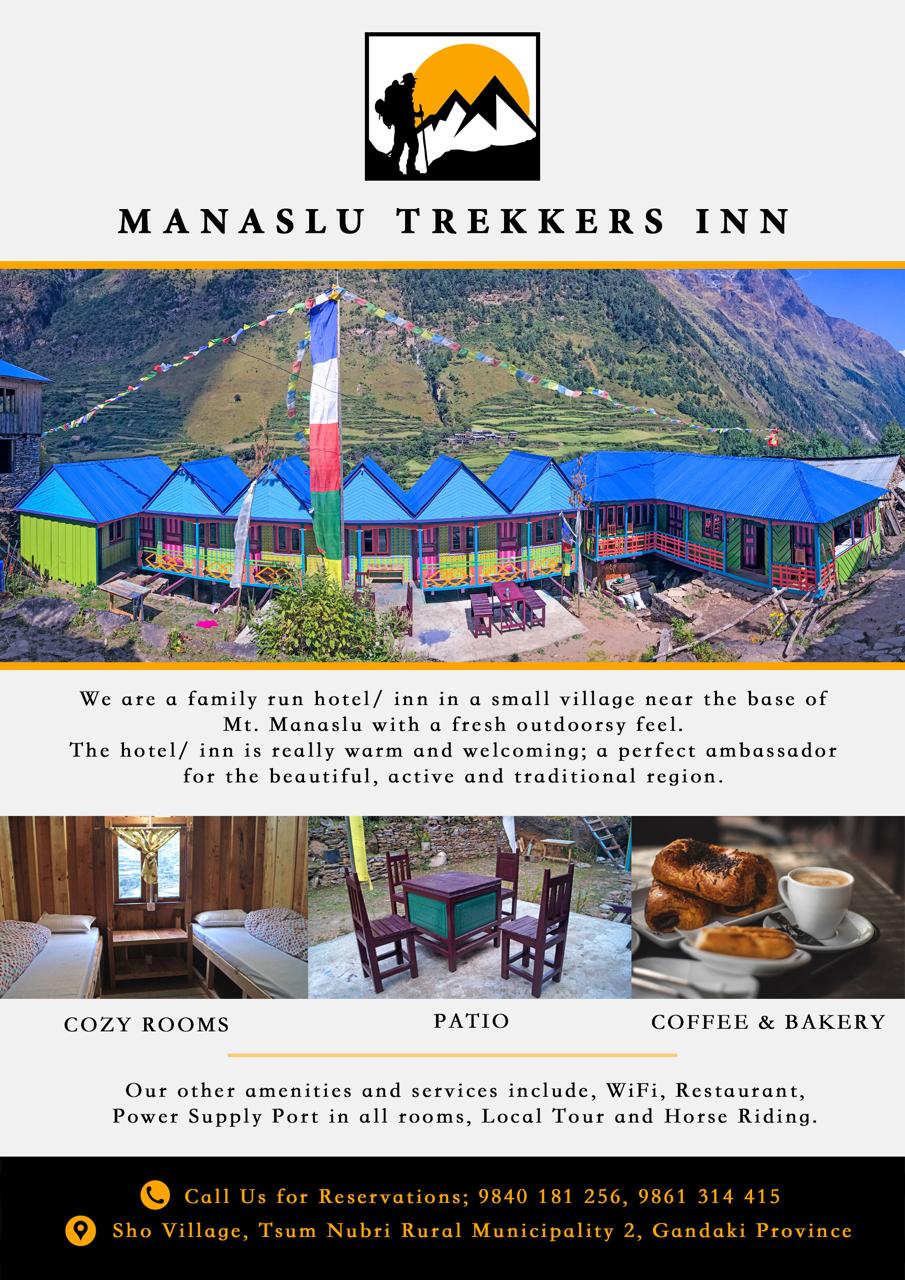 MANASLU TREKKERS INN
We are a family run hotel/ inn in a small village near the base of
Mt. Manaslu with a fresh outdoorsy feel.
The hotel/ inn is really warm and welcoming; a perfect ambassador
for the beautiful, active and traditional region.
COZY ROOMS
PATIO
COFFEE & BAKERY
Our other amenities and services include, WiFi, Restaurant,
Power Supply Port in all rooms, Local Tour and Horse Riding.
Call Us for Reservations; 9840 181 256, 9861 314 415
Sho Village, Tsum Nubri Rural Municipality 2, Gandaki Province